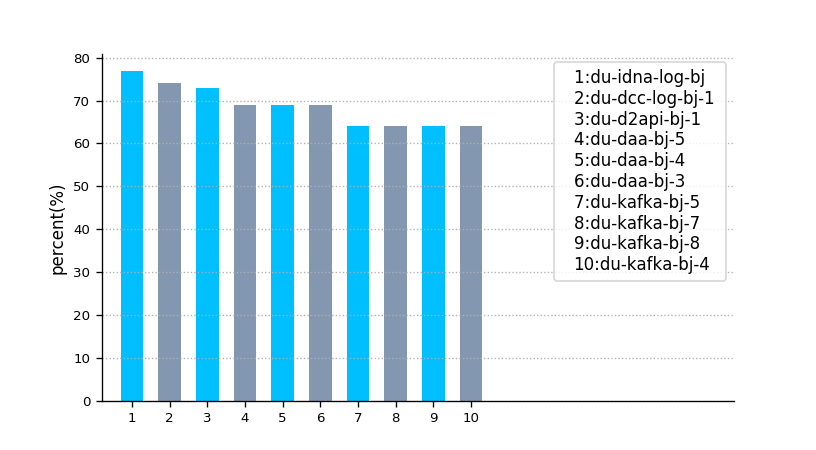 80
70
60
50
40
30
20
10
0
percent(%)
1 2 3 4 5 6 7 8 9 10
1:du-idna-log-bj
2:du-dcc-log-bj-1
3:du-d2api-bj-1
4:du-daa-bj-5
5:du-daa-bj-4
6:du-daa-bj-3
7:du-kafka-bj-5
8:du-kafka-bj-7
9:du-kafka-bj-8
10:du-kafka-bj-4